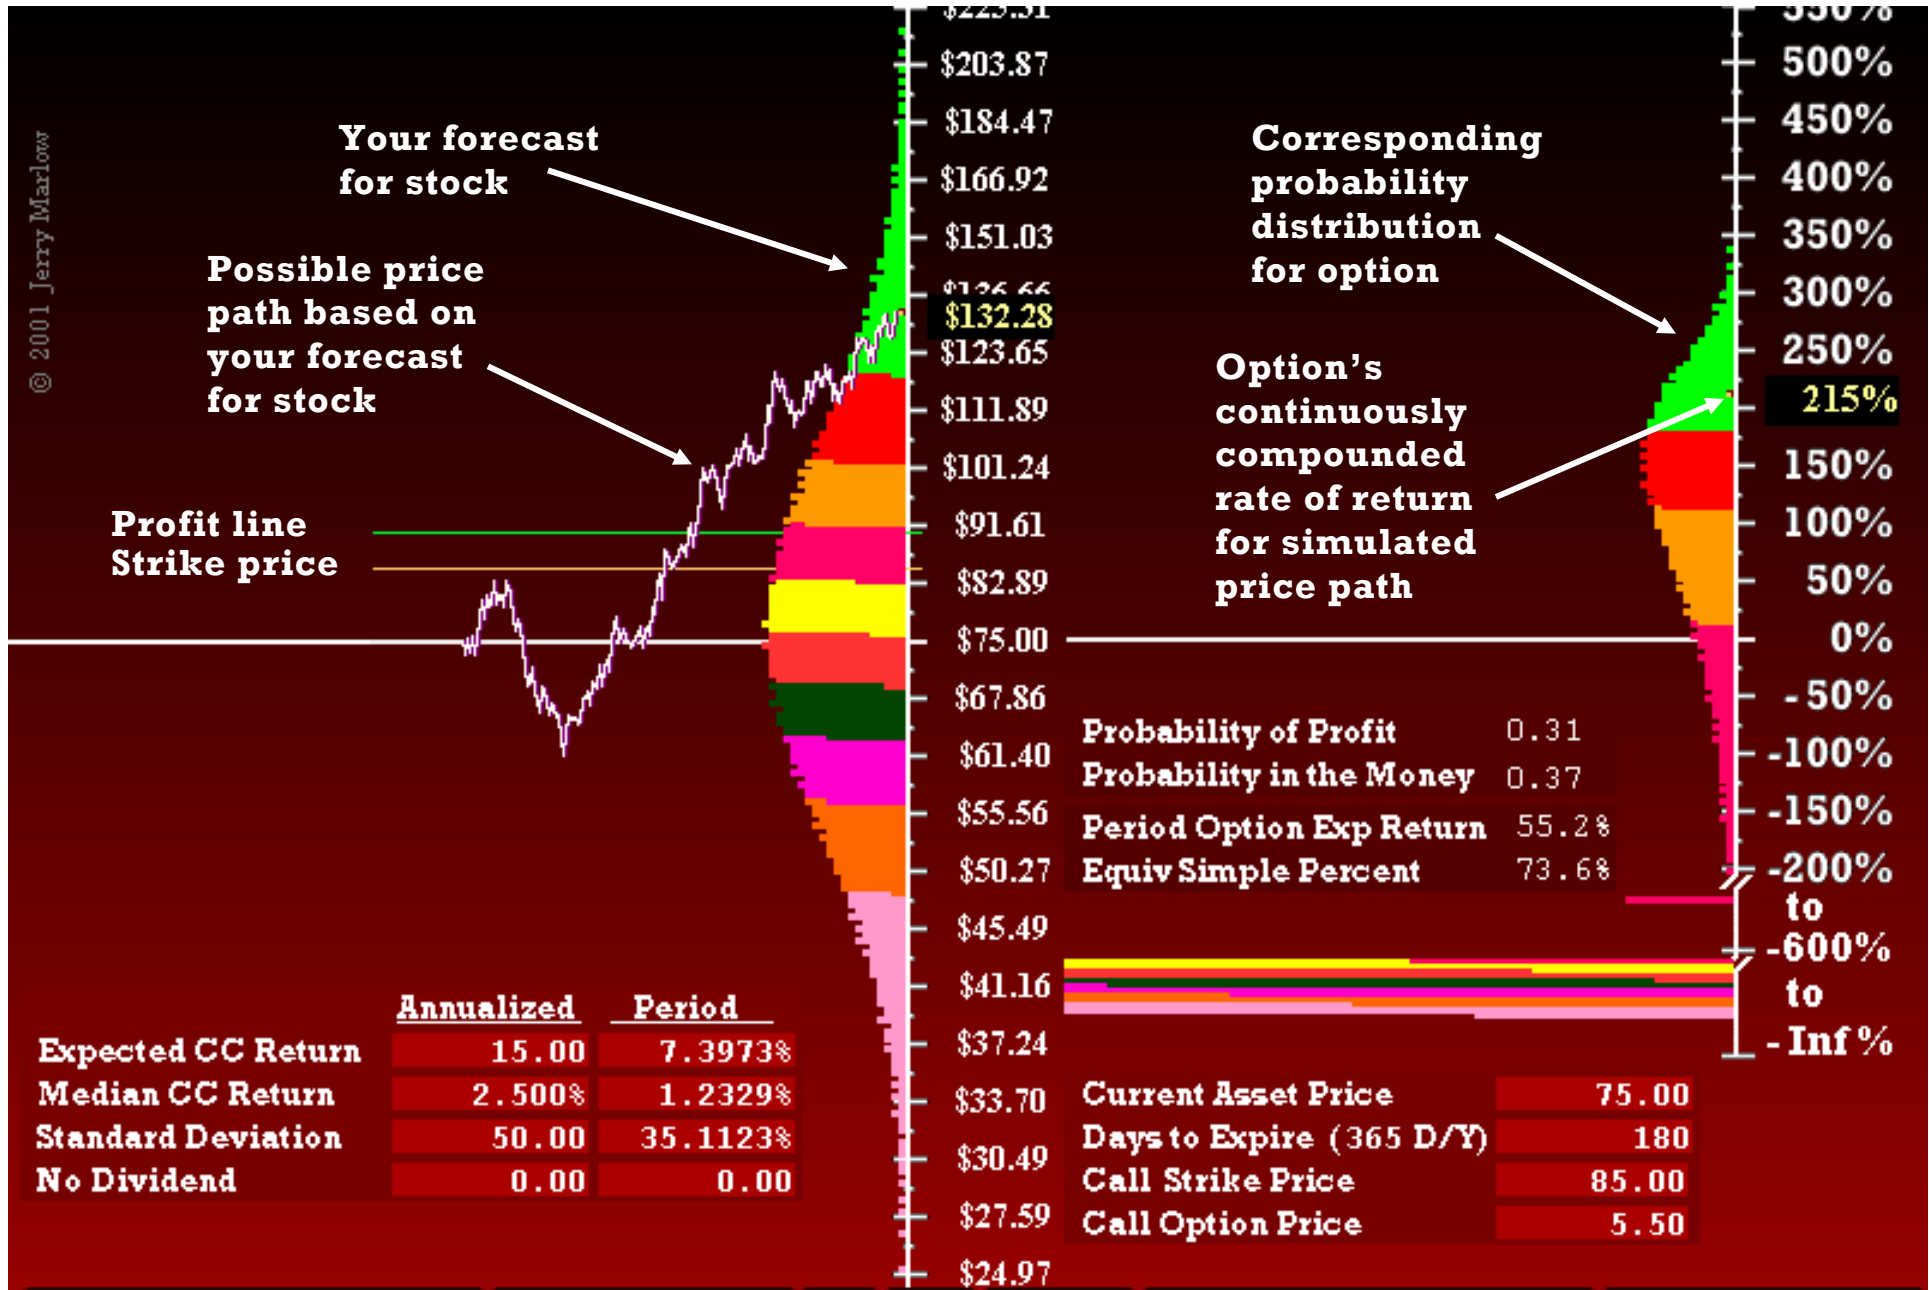 © 2001 Jerry Marlow
Your forecast
for stock
Possible price
path based on
your forecast
for stock
Profit line
Strike price
$203.87
$184.47
$166.92
$151.03
$136.66
$132.28
$123.65
$111.89
$101.24
$91.61
$82.89
$75.00
$67.86
$61.40
$55.56
$50.27
$45.49
$41.16
$37.24
$33.70
$30.49
$27.59
$24.97
Corresponding
probability
distribution
for option
Option’s
continuously
compounded
rate of return
for simulated
price path
550%
500%
450%
400%
350%
300%
250%
215%
150%
100%
50%
0%
-50%
-100%
-150%
-200%
to
-600%
to
-Inf%
Probability of Profit 0.31
Probability in the Money 0.37
Period Option Exp Return 55.2%
Equiv Simple Percent 73.6%
Annualized Period
Expected CC Return 15.00 7.3973%
Median CC Return 2.500% 1.2329%
Standard Deviation 50.00 35.1123%
No Dividend 0.00 0.00
Current Asset Price 75.00
Days to Expire (365 D/Y) 180
Call Strike Price 85.00
Call Option Price 5.50